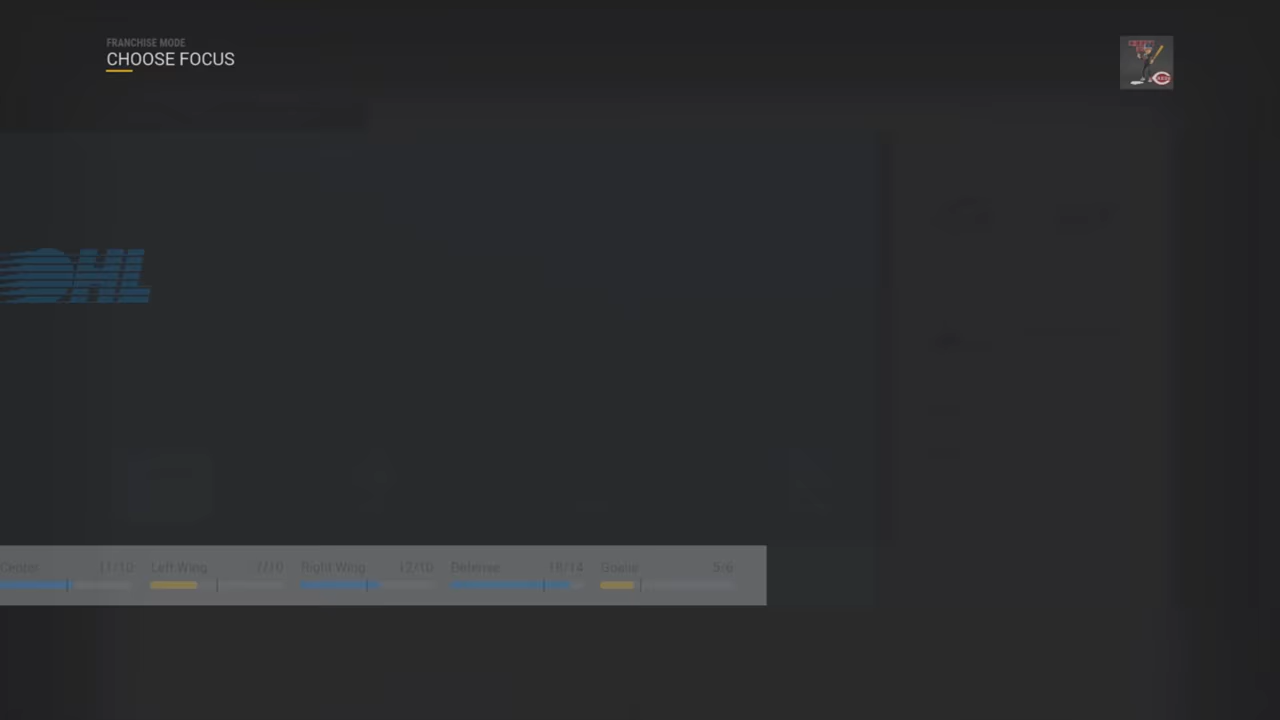 FRANCHISE MODE
CHOOSE FOCUS
OHL
Center 11/10 Left Wing 7/10 Right Wing 12/10 Defense 18/14 Goalie 5/6